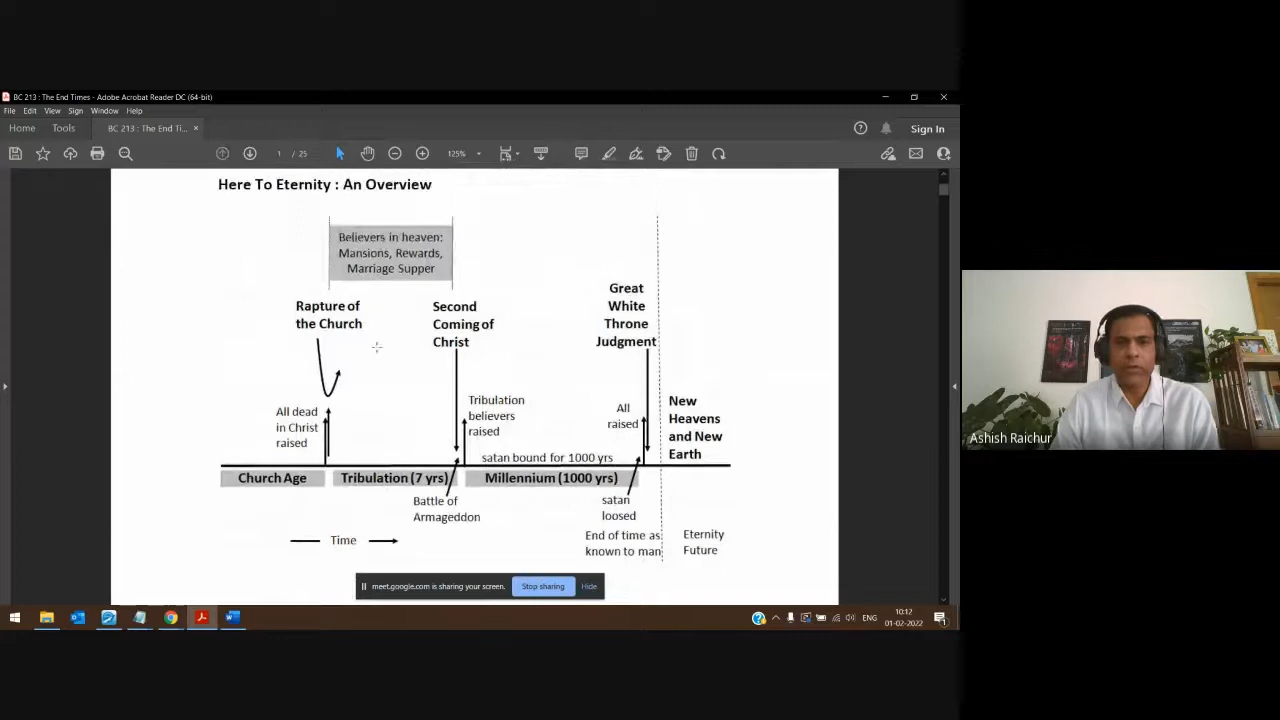 BC 213 : The End Times - Adobe Acrobat Reader DC (64-bit)
File Edit View Sign Window Help
Home Tools BC 213 : The End Ti... ×
Sign In
1 / 25
125%
Here To Eternity : An Overview
Believers in heaven:
Mansions, Rewards,
Marriage Supper
Rapture of
the Church
Second
Coming of
Christ
Great
White
Throne
Judgment
All dead
in Christ
raised
Tribulation
believers
raised
All
raised
New
Heavens
and New
Earth
satan bound for 1000 yrs
Church Age
Tribulation (7 yrs)
Millennium (1000 yrs)
Battle of
Armageddon
satan
loosed
Time
End of time as
known to man
Eternity
Future
meet.google.com is sharing your screen. Stop sharing Hide
ENG
10:12
01-02-2022
Ashish Raichur